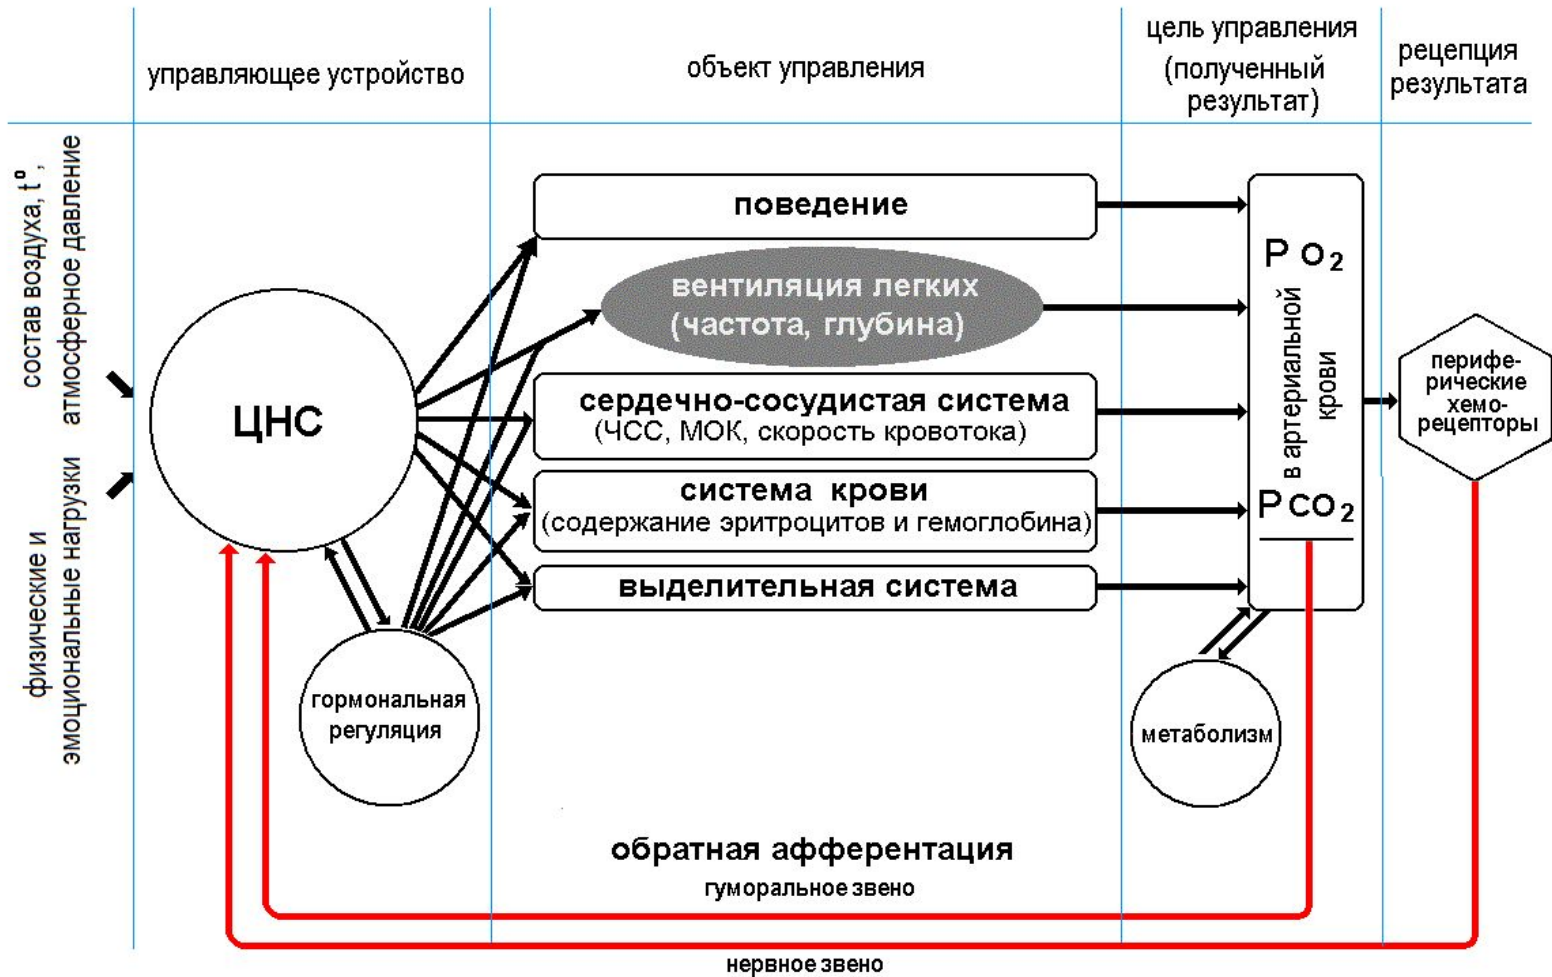 управляющее устройство
объект управления
цель управления
(полученный
результат)
рецепция
результата
состав воздуха, t°,
атмосферное давление
физические и
эмоциональные нагрузки
ЦНС
гормональная
регуляция
поведение
вентиляция легких
(частота, глубина)
сердечно-сосудистая система
(ЧСС, МОК, скорость кровотока)
система крови
(содержание эритроцитов и гемоглобина)
выделительная система
P O₂
в артериальной
крови
P CO₂
метаболизм
перифе-
рические
хемо-
рецепторы
обратная афферентация
гуморальное звено
нервное звено